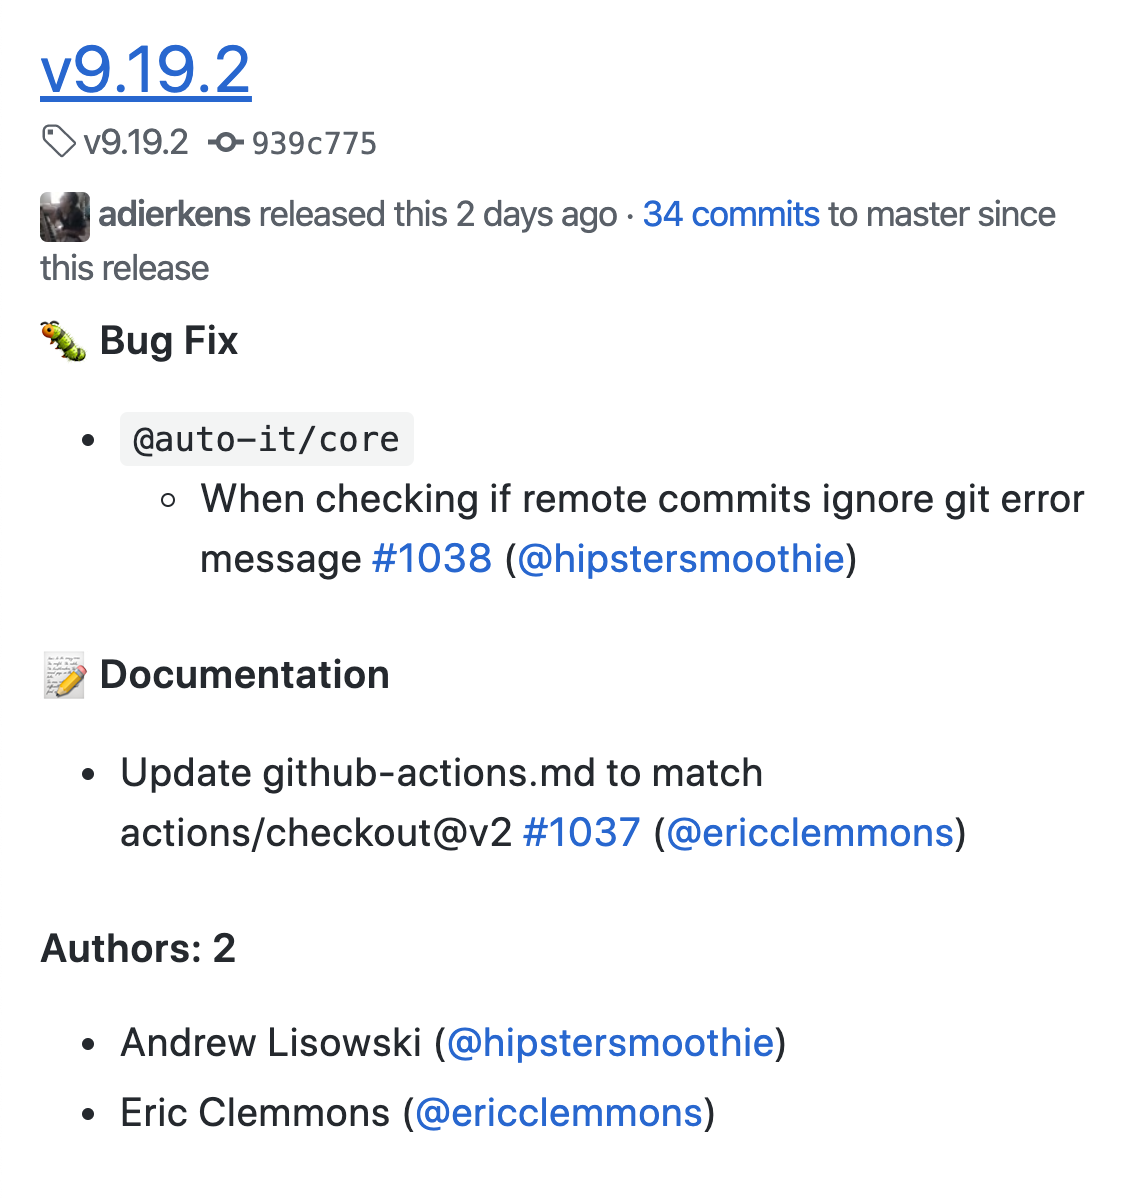 v9.19.2
v9.19.2 939c775
adierkens released this 2 days ago · 34 commits to master since
this release
🐛 Bug Fix
• @auto-it/core
◦ When checking if remote commits ignore git error
message #1038 (@hipstersmoothie)
📝 Documentation
• Update github-actions.md to match
actions/checkout@v2 #1037 (@ericclemmons)
Authors: 2
• Andrew Lisowski (@hipstersmoothie)
• Eric Clemmons (@ericclemmons)